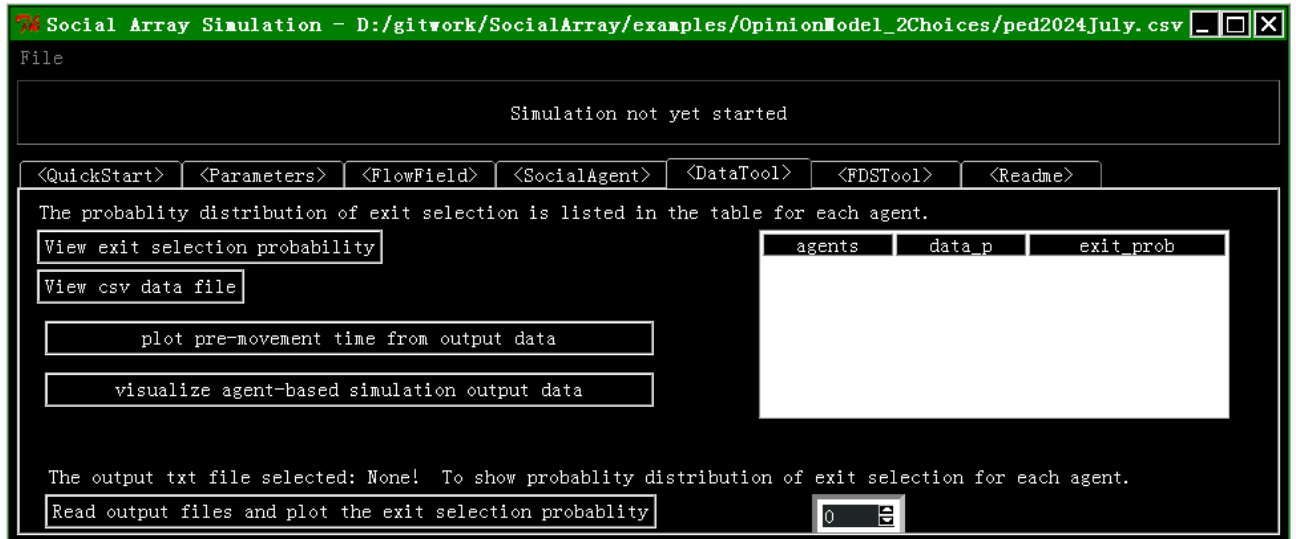 Social Array Simulation - D:/gitwork/SocialArray/examples/OpinionModel_2Choices/ped2024July.csv
File
Simulation not yet started
<QuickStart> <Parameters> <FlowField> <SocialAgent> <DataTool> <FDSTool> <Readme>
The probablity distribution of exit selection is listed in the table for each agent.
View exit selection probability
agents data_p exit_prob
View csv data file
plot pre-movement time from output data
visualize agent-based simulation output data
The output txt file selected: None! To show probablity distribution of exit selection for each agent.
Read output files and plot the exit selection probablity
0